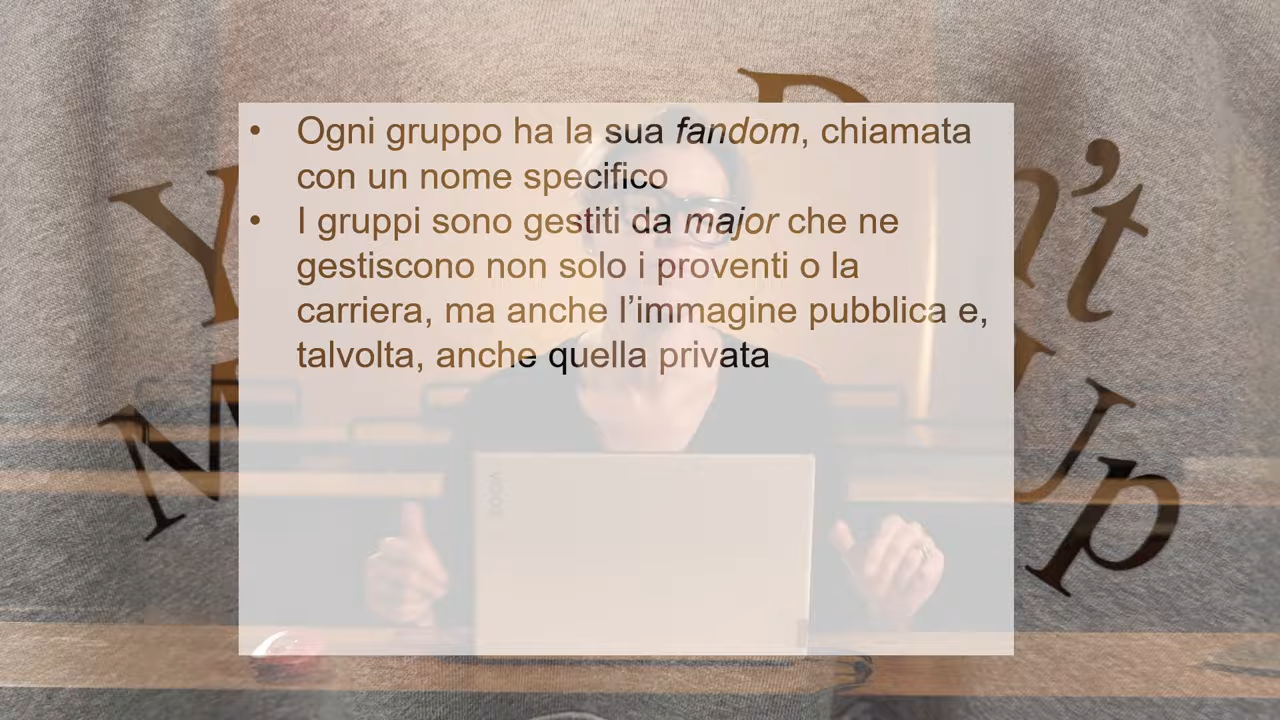 • Ogni gruppo ha la sua fandom, chiamata
con un nome specifico
• I gruppi sono gestiti da major che ne
gestiscono non solo i proventi o la
carriera, ma anche l’immagine pubblica e,
talvolta, anche quella privata